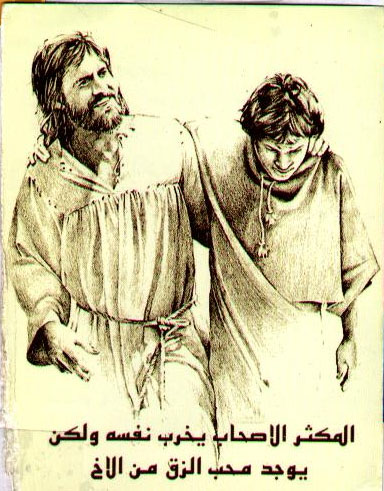 المكثر الاصحاب يخرب نفسه ولكن
يوجد محب الزق من الاخ